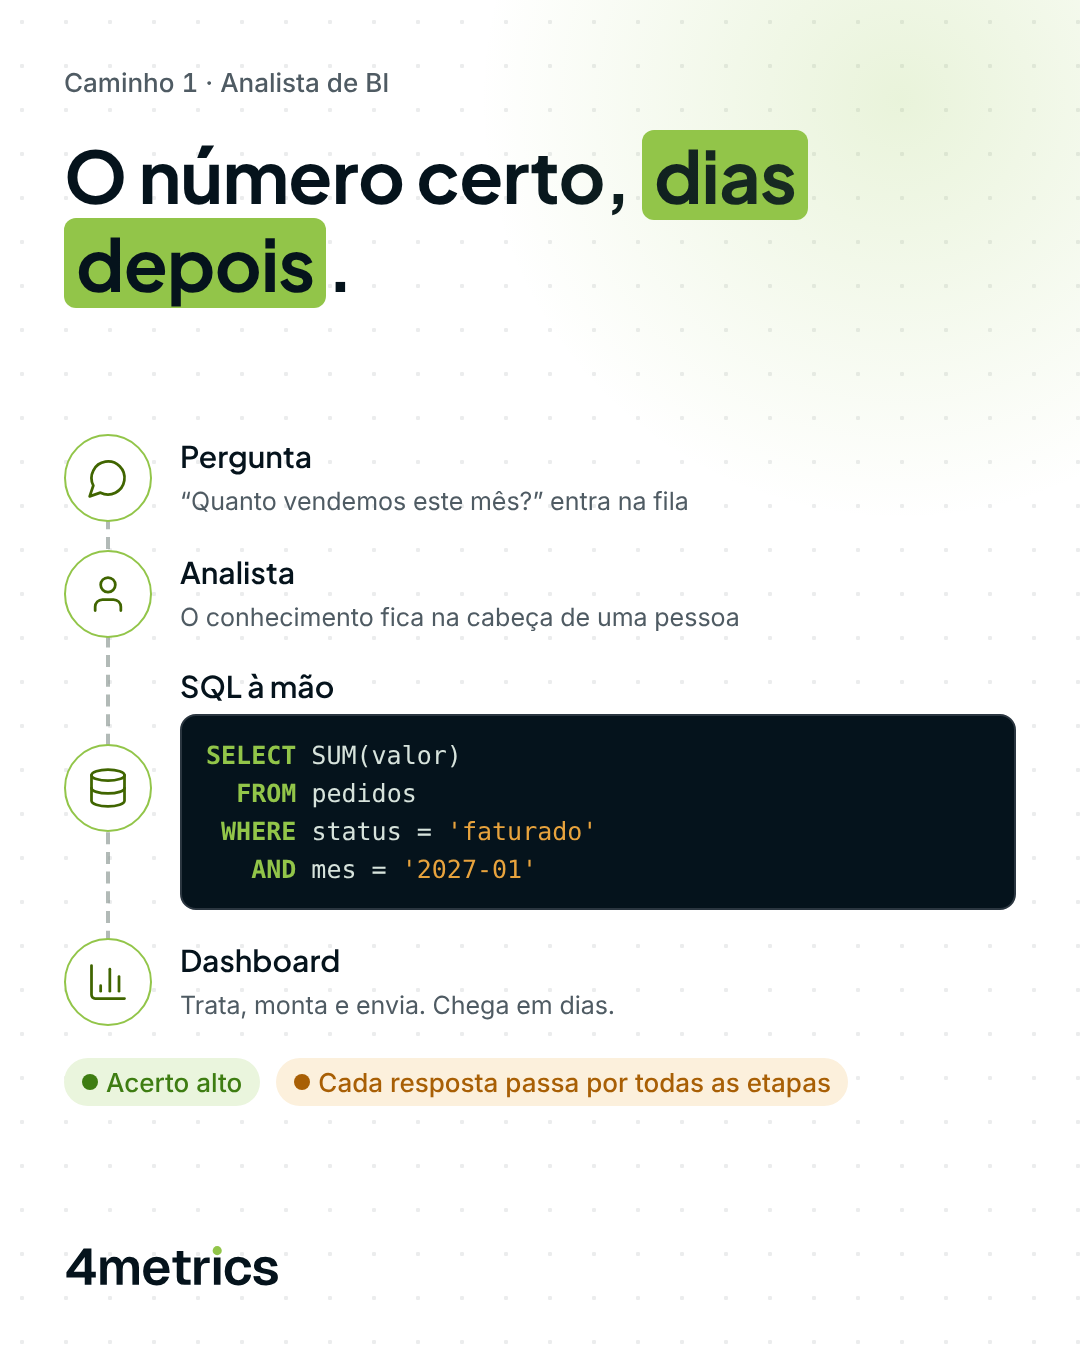 Caminho 1 · Analista de BI
O número certo, dias
depois.
Pergunta
“Quanto vendemos este mês?” entra na fila
Analista
O conhecimento fica na cabeça de uma pessoa
SQL à mão
SELECT SUM(valor)
FROM pedidos
WHERE status = 'faturado'
AND mes = '2027-01'
Dashboard
Trata, monta e envia. Chega em dias.
Acerto alto
Cada resposta passa por todas as etapas
4metrics